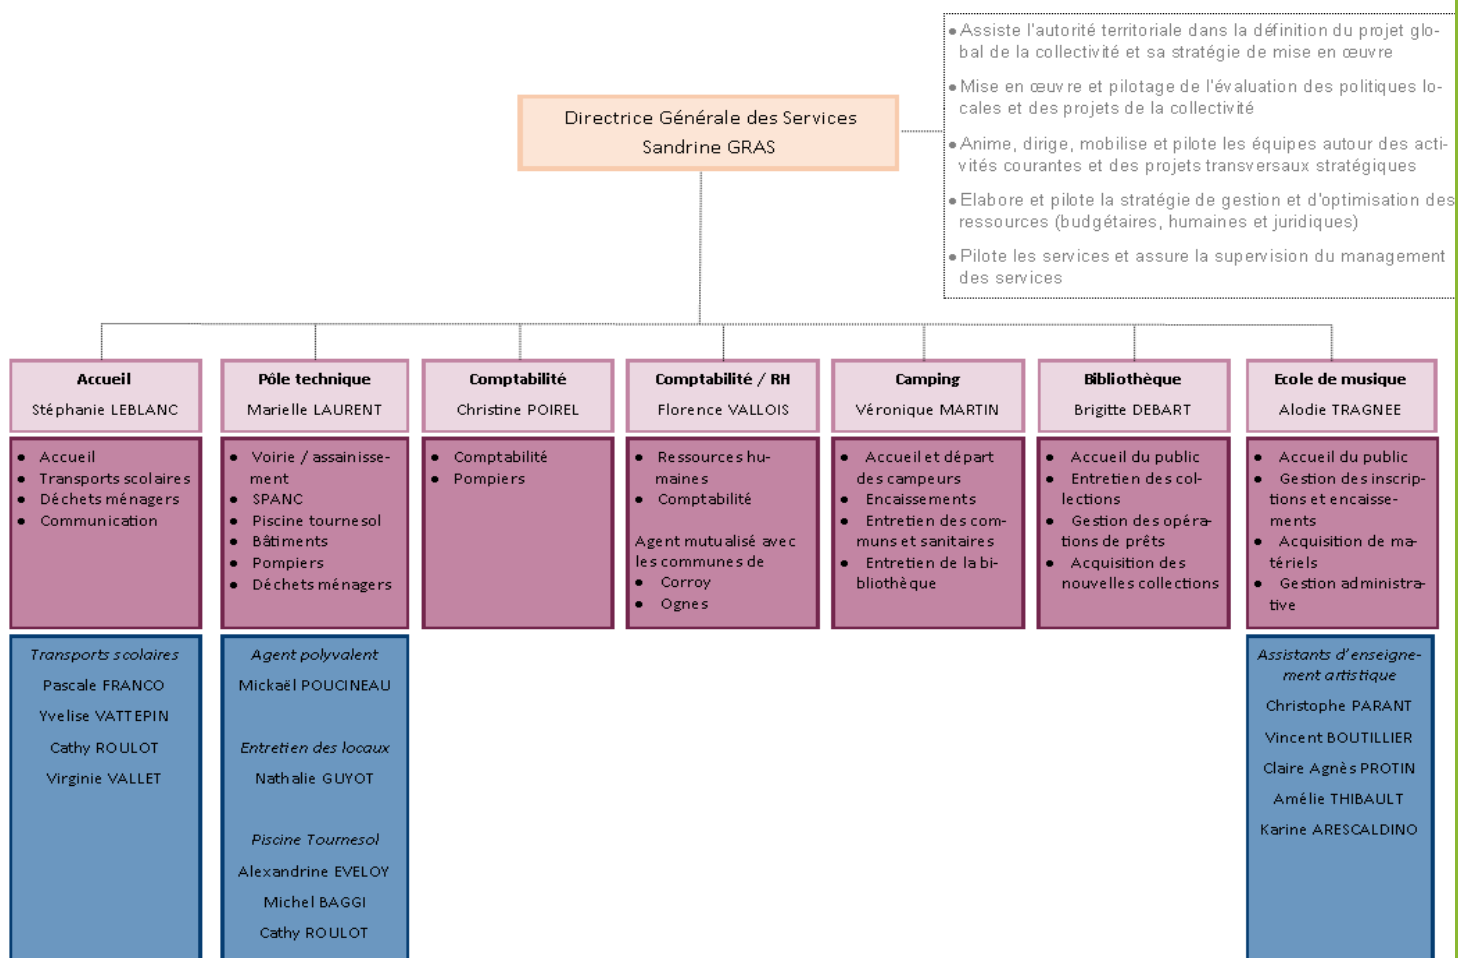 ● Assiste l'autorité territoriale dans la définition du projet glo-
bal de la collectivité et sa stratégie de mise en œuvre
● Mise en œuvre et pilotage de l'évaluation des politiques lo-
cales et des projets de la collectivité
● Anime, dirige, mobilise et pilote les équipes autour des acti-
vités courantes et des projets transversaux stratégiques
● Elabore et pilote la stratégie de gestion et d'optimisation des
ressources (budgétaires, humaines et juridiques)
● Pilote les services et assure la supervision du management
des services
Directrice Générale des Services
Sandrine GRAS
Accueil
Stéphanie LEBLANC
● Accueil
● Transports scolaires
● Déchets ménagers
● Communication
Transports scolaires
Pascale FRANCO
Yvelise VATTEPIN
Cathy ROULOT
Virginie VALLET
Pôle technique
Marielle LAURENT
● Voirie / assainisse-
ment
● SPANC
● Piscine tournesol
● Bâtiments
● Pompiers
● Déchets ménagers
Agent polyvalent
Mickaël POUCINEAU
Entretien des locaux
Nathalie GUYOT
Piscine Tournesol
Alexandrine EVELOY
Michel BAGGI
Cathy ROULOT
Comptabilité
Christine POIREL
● Comptabilité
● Pompiers
Comptabilité / RH
Florence VALLOIS
● Ressources hu-
maines
● Comptabilité
Agent mutualisé avec
les communes de
● Corroy
● Ognes
Camping
Véronique MARTIN
● Accueil et départ
des campeurs
● Encaissements
● Entretien des com-
muns et sanitaires
● Entretien de la bi-
bliothèque
Bibliothèque
Brigitte DEBART
● Accueil du public
● Entretien des col-
lections
● Gestion des opéra-
tions de prêts
● Acquisition des
nouvelles collections
Ecole de musique
Alodie TRAGNEE
● Accueil du public
● Gestion des inscrip-
tions et encaisse-
ments
● Acquisition de ma-
tériels
● Gestion administra-
tive
Assistants d'enseigne-
ment artistique
Christophe PARANT
Vincent BOUTILLIER
Claire Agnès PROTIN
Amélie THIBAULT
Karine ARESCALDINO